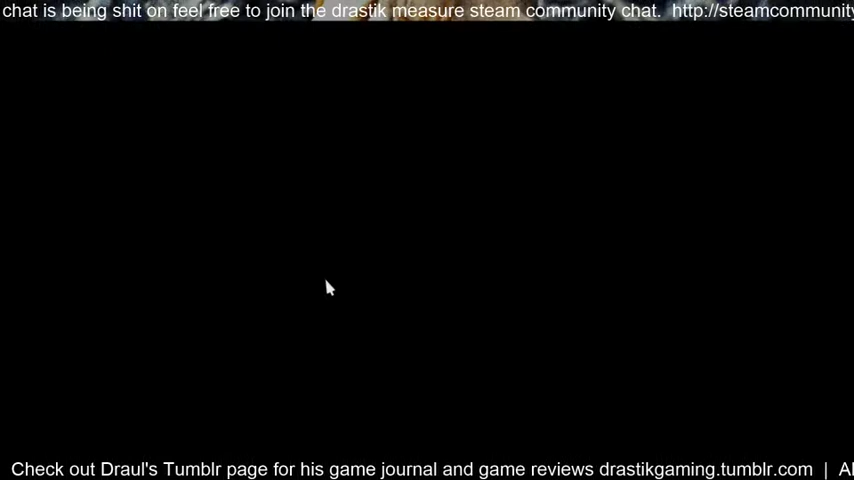 chat is being shit on feel free to join the drastik measure steam community chat. http://steamcommunity
Check out Draul's Tumblr page for his game journal and game reviews drastikgaming.tumblr.com | Al